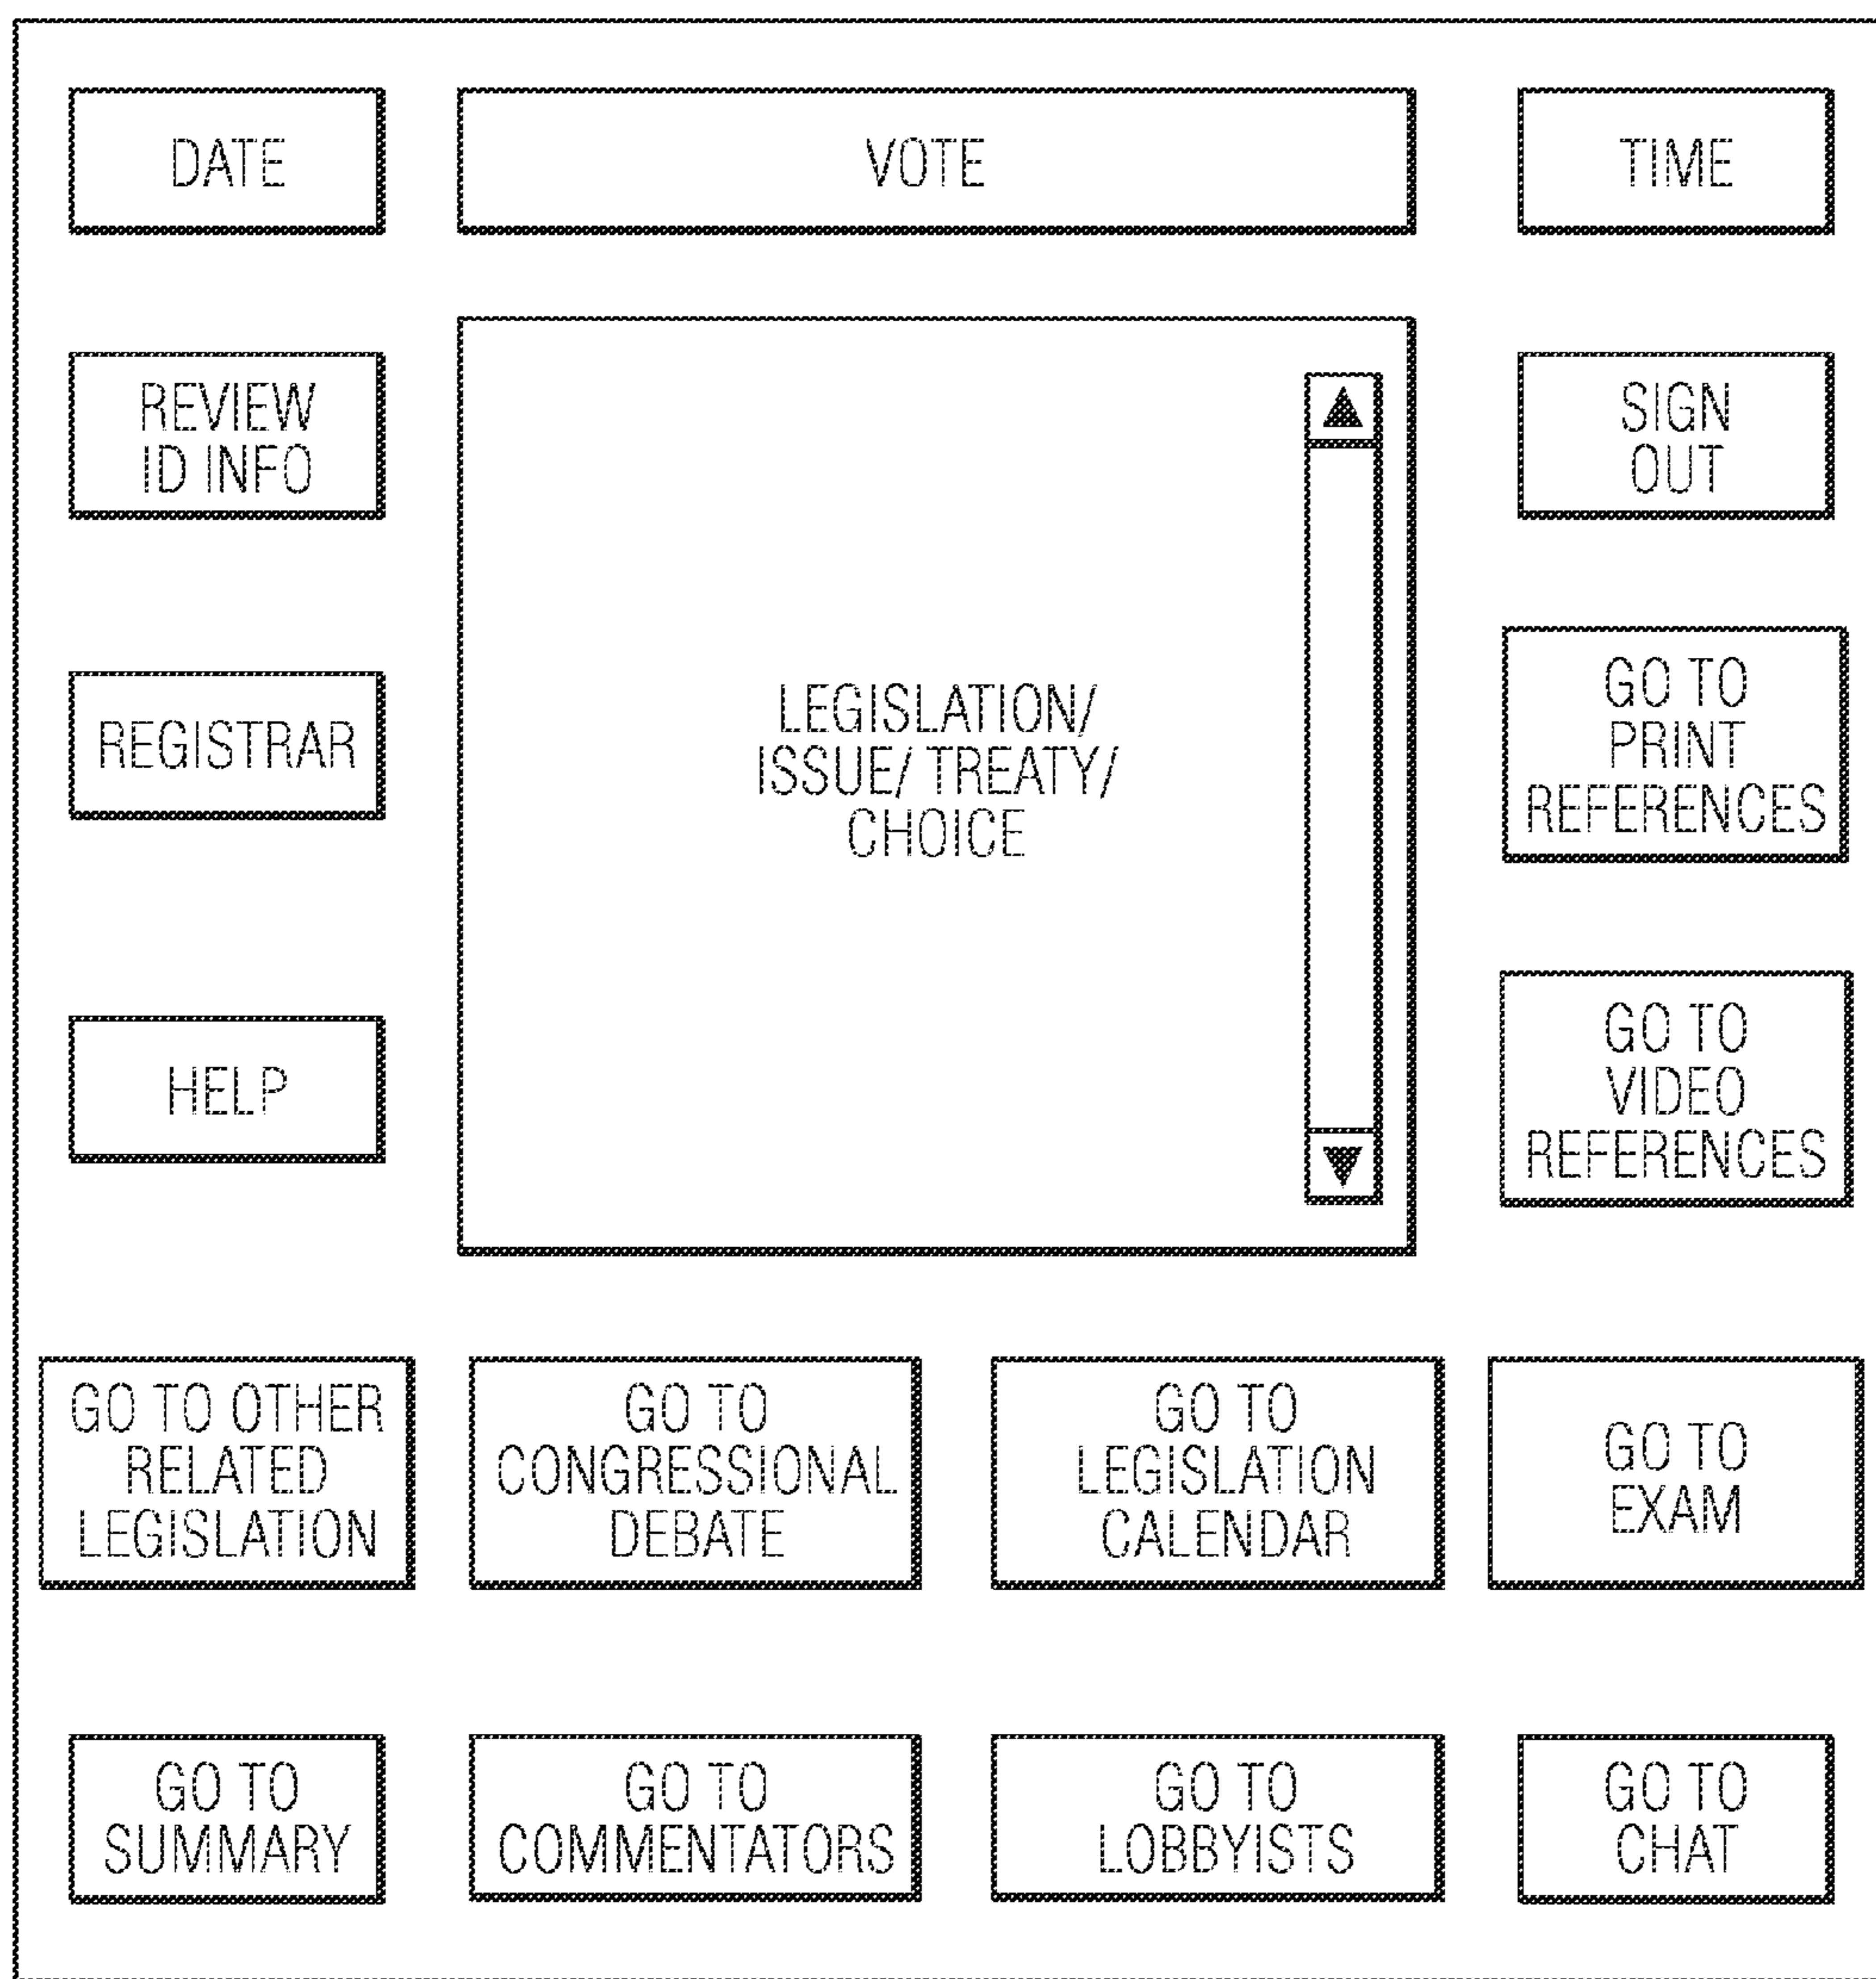 DATE
VOTE
TIME
REVIEW
ID INFO
SIGN
OUT
REGISTRAR
LEGISLATION/
ISSUE/ TREATY/
CHOICE
GO TO
PRINT
REFERENCES
HELP
GO TO
VIDEO
REFERENCES
GO TO OTHER
RELATED
LEGISLATION
GO TO
CONGRESSIONAL
DEBATE
GO TO
LEGISLATION
CALENDAR
GO TO
EXAM
GO TO
SUMMARY
GO TO
COMMENTATORS
GO TO
LOBBYISTS
GO TO
CHAT